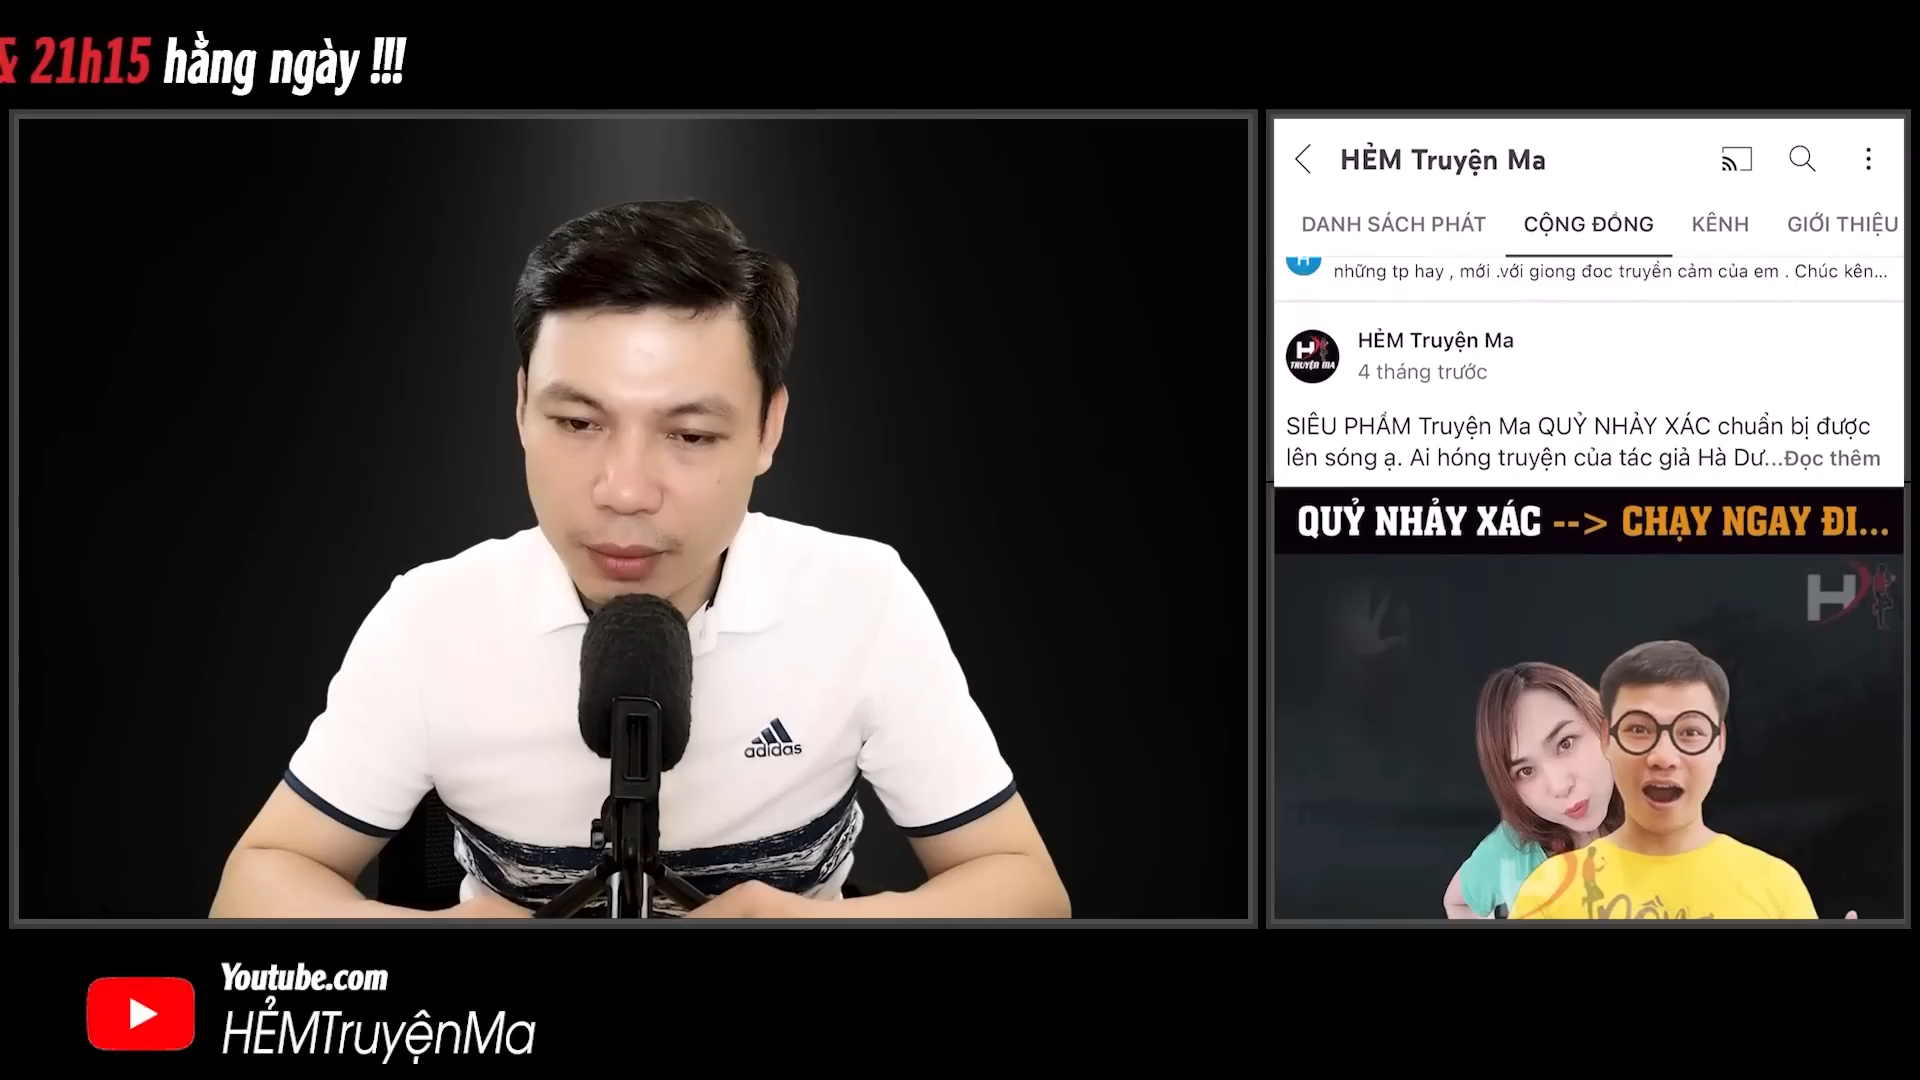 & 21h15 hằng ngày !!!
HẺM Truyện Ma
DANH SÁCH PHÁT CỘNG ĐỒNG KÊNH GIỚI THIỆU
những tp hay , mới .với giong đoc truyền cảm của em . Chúc kên...
HẺM Truyện Ma
4 tháng trước
H
TRUYỆN MA
SIÊU PHẨM Truyện Ma QUỶ NHẢY XÁC chuẩn bị được
lên sóng ạ. Ai hóng truyện của tác giả Hà Dư...Đọc thêm
QUỶ NHẢY XÁC --> CHẠY NGAY ĐI...
H
adidas
Youtube.com
HẺMTruyệnMa